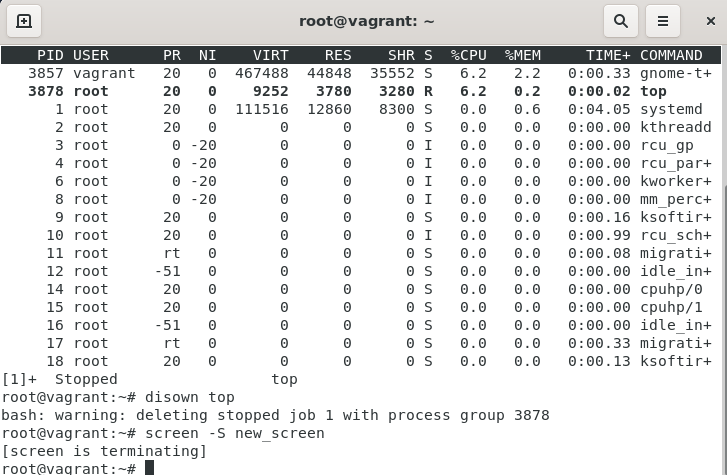 root@vagrant: ~
PID USER PR NI VIRT RES SHR S %CPU %MEM TIME+ COMMAND
3857 vagrant 20 0 467488 44848 35552 S 6.2 2.2 0:00.33 gnome-t+
3878 root 20 0 9252 3780 3280 R 6.2 0.2 0:00.02 top
1 root 20 0 111516 12860 8300 S 0.0 0.6 0:04.05 systemd
2 root 20 0 0 0 0 S 0.0 0.0 0:00.00 kthreadd
3 root 0 -20 0 0 0 I 0.0 0.0 0:00.00 rcu_gp
4 root 0 -20 0 0 0 I 0.0 0.0 0:00.00 rcu_par+
6 root 0 -20 0 0 0 I 0.0 0.0 0:00.00 kworker+
8 root 0 -20 0 0 0 I 0.0 0.0 0:00.00 mm_perc+
9 root 20 0 0 0 0 S 0.0 0.0 0:00.16 ksoftir+
10 root 20 0 0 0 0 I 0.0 0.0 0:00.99 rcu_sch+
11 root rt 0 0 0 0 S 0.0 0.0 0:00.08 migrati+
12 root -51 0 0 0 0 S 0.0 0.0 0:00.00 idle_in+
14 root 20 0 0 0 0 S 0.0 0.0 0:00.00 cpuhp/0
15 root 20 0 0 0 0 S 0.0 0.0 0:00.00 cpuhp/1
16 root -51 0 0 0 0 S 0.0 0.0 0:00.00 idle_in+
17 root rt 0 0 0 0 S 0.0 0.0 0:00.33 migrati+
18 root 20 0 0 0 0 S 0.0 0.0 0:00.13 ksoftir+
[1]+ Stopped top
root@vagrant:~# disown top
bash: warning: deleting stopped job 1 with process group 3878
root@vagrant:~# screen -S new_screen
[screen is terminating]
root@vagrant:~#